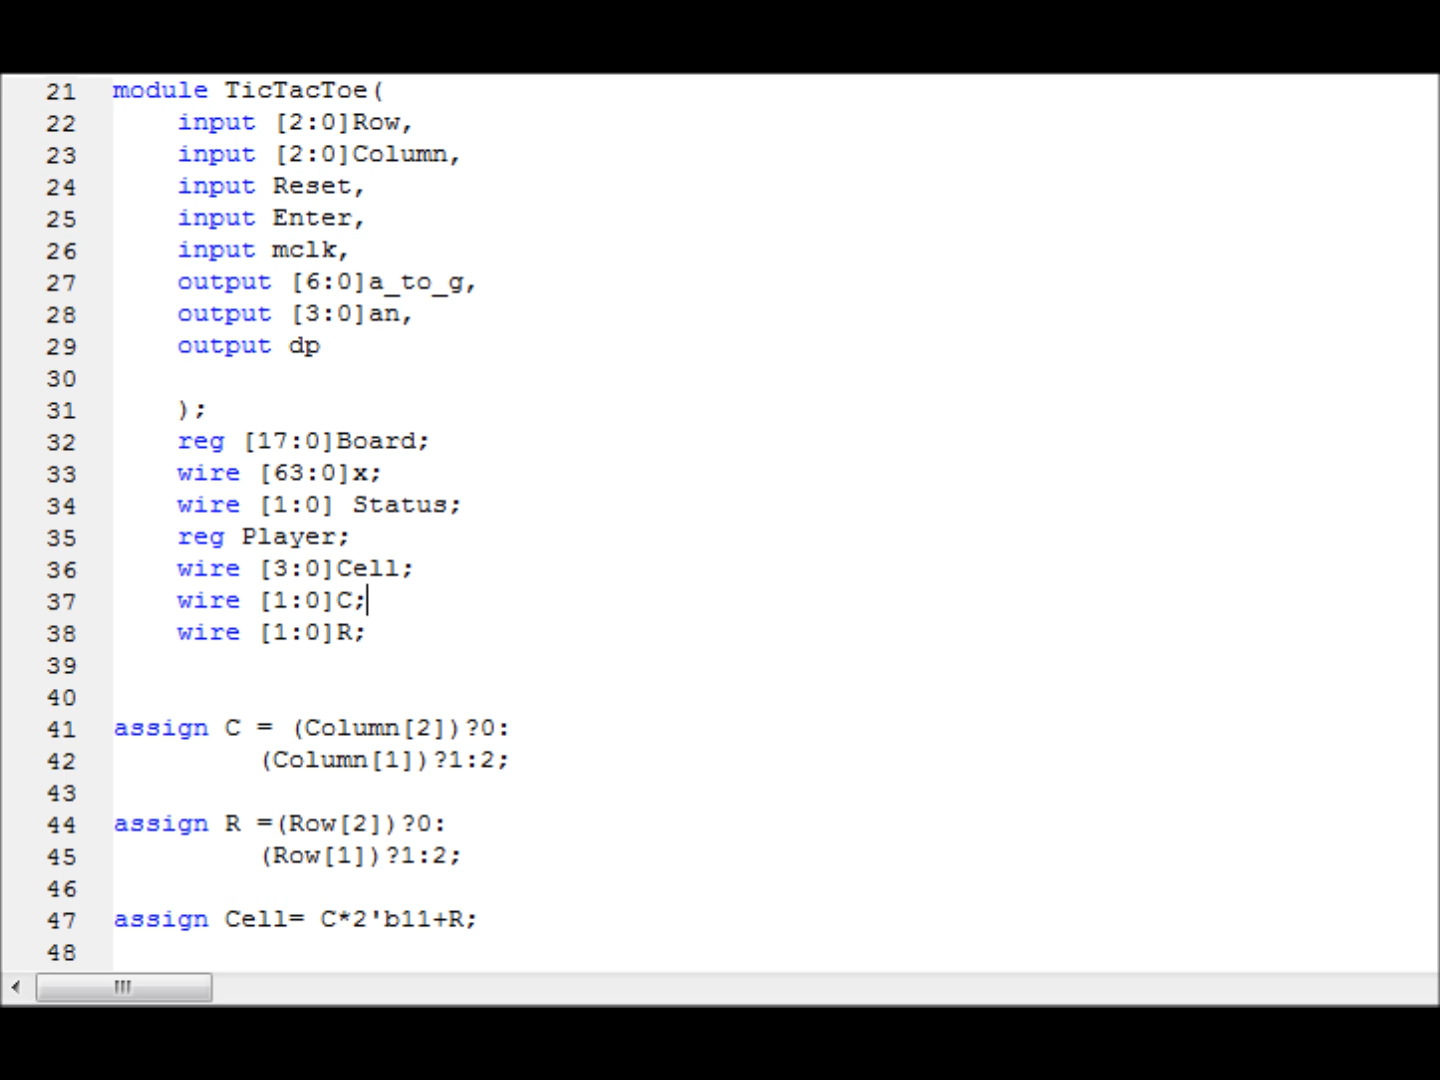 21 module TicTacToe(
22 input [2:0]Row,
23 input [2:0]Column,
24 input Reset,
25 input Enter,
26 input mclk,
27 output [6:0]a_to_g,
28 output [3:0]an,
29 output dp
30
31 );
32 reg [17:0]Board;
33 wire [63:0]x;
34 wire [1:0] Status;
35 reg Player;
36 wire [3:0]Cell;
37 wire [1:0]C;
38 wire [1:0]R;
39
40
41 assign C = (Column[2])?0:
42 (Column[1])?1:2;
43
44 assign R =(Row[2])?0:
45 (Row[1])?1:2;
46
47 assign Cell= C*2'b11+R;
48